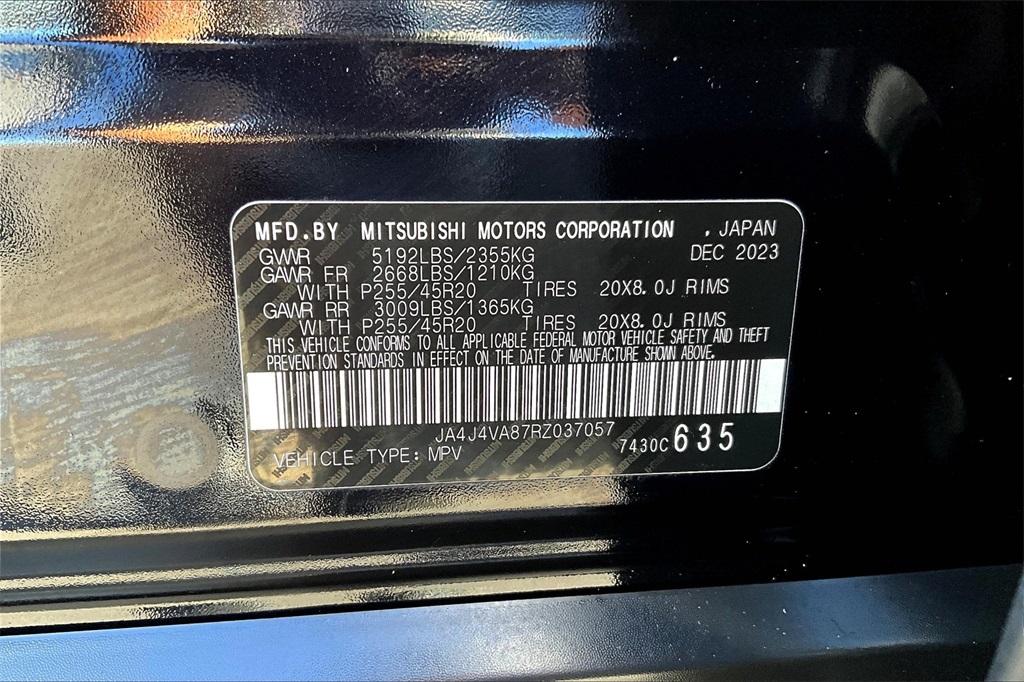 MFD.BY MITSUBISHI MOTORS CORPORATION , JAPAN
GVWR 5192LBS/2355KG DEC 2023
GAWR FR 2668LBS/1210KG
WITH P255/45R20 TIRES 20X8.0J RIMS
GAWR RR 3009LBS/1365KG
WITH P255/45R20 TIRES 20X8.0J RIMS
THIS VEHICLE CONFORMS TO ALL APPLICABLE FEDERAL MOTOR VEHICLE SAFETY AND THEFT
PREVENTION STANDARDS IN EFFECT ON THE DATE OF MANUFACTURE SHOWN ABOVE.
JA4J4VA87RZ037057 7430C 635
VEHICLE TYPE: MPV